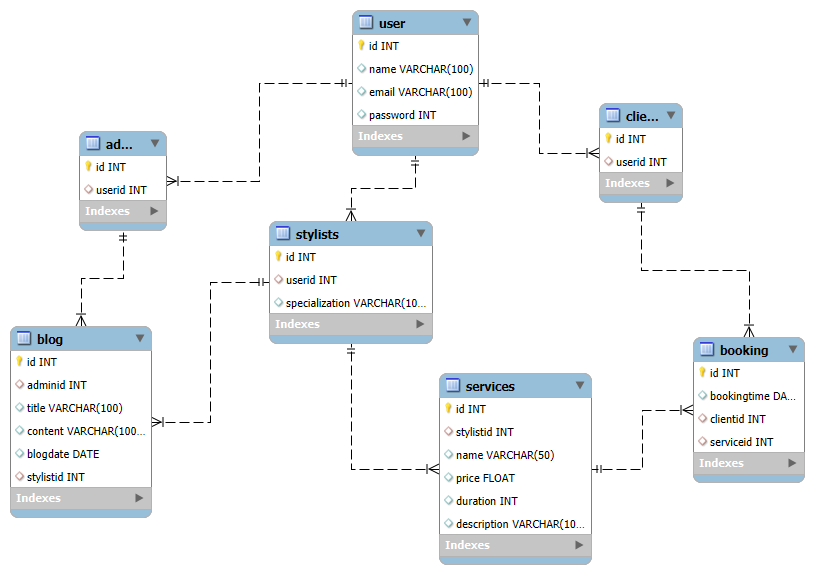 user
id INT
name VARCHAR(100)
email VARCHAR(100)
password INT
Indexes
clie...
id INT
userid INT
Indexes
ad...
id INT
userid INT
Indexes
stylists
id INT
userid INT
specialization VARCHAR(10...
Indexes
blog
id INT
adminid INT
title VARCHAR(100)
content VARCHAR(100...
blogdate DATE
stylistid INT
Indexes
services
id INT
stylistid INT
name VARCHAR(50)
price FLOAT
duration INT
description VARCHAR(10...
Indexes
booking
id INT
bookingtime DA...
clientid INT
serviceid INT
Indexes